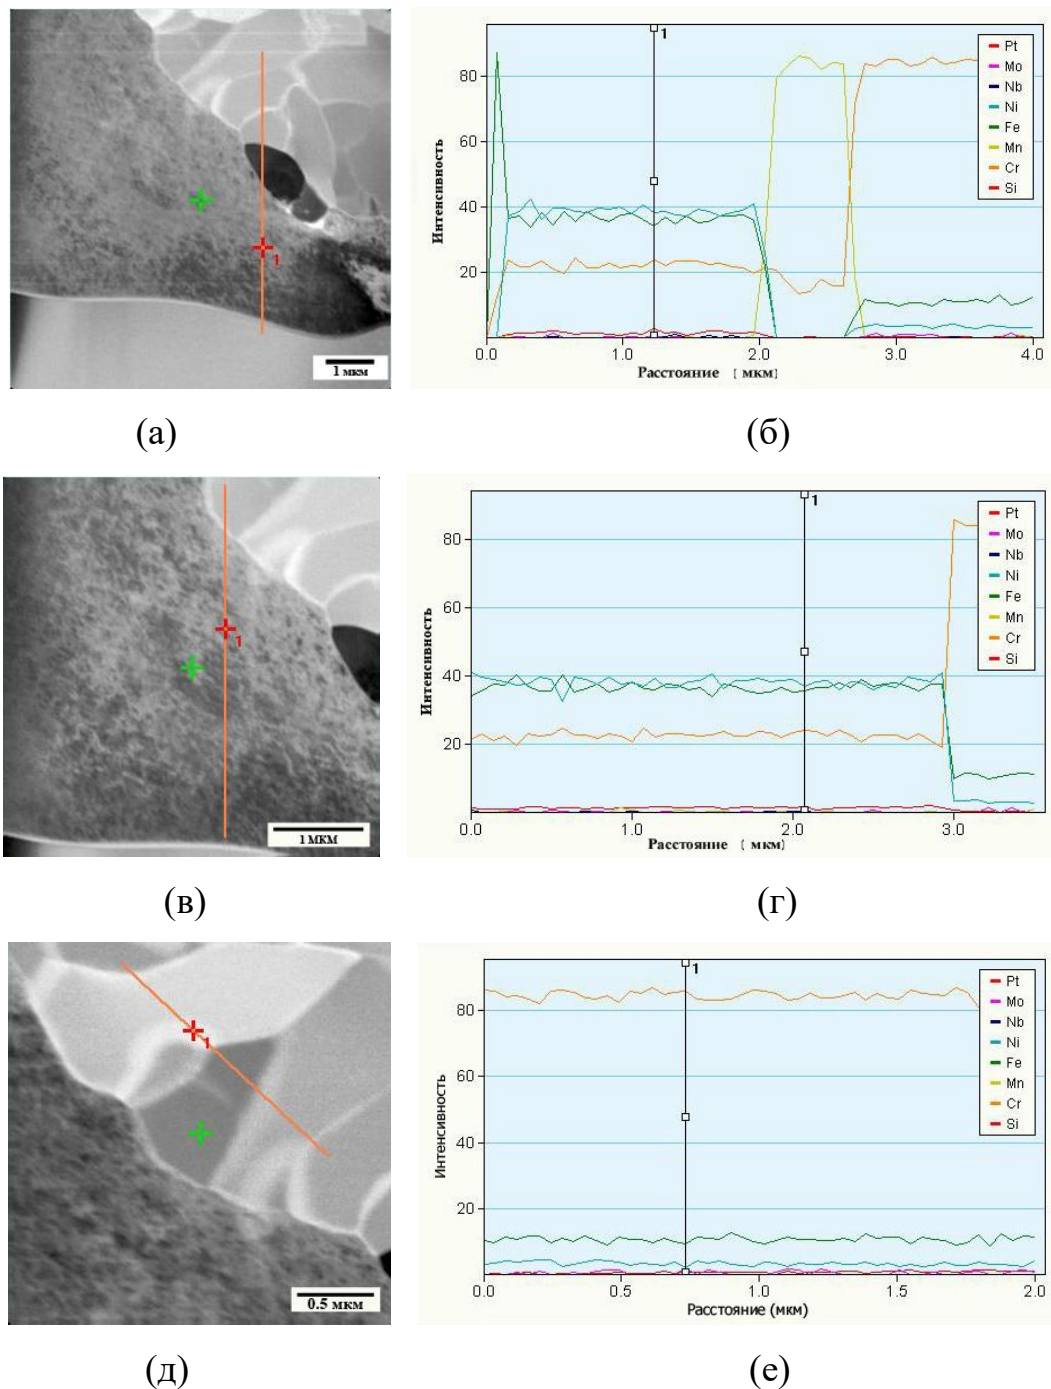 1
1 мкм
(а)
1
80
60
40
20
Интенсивность
Pt
Mo
Nb
Ni
Fe
Mn
Cr
Si
0.0 1.0 2.0 3.0 4.0
Расстояние ( мкм)
(б)
1
1 мкм
(в)
1
80
60
40
20
Интенсивность
Pt
Mo
Nb
Ni
Fe
Mn
Cr
Si
0.0 1.0 2.0 3.0
Расстояние ( мкм)
(г)
1
0.5 мкм
(д)
1
80
60
40
20
Интенсивность
Pt
Mo
Nb
Ni
Fe
Mn
Cr
Si
0.0 0.5 1.0 1.5 2.0
Расстояние (мкм)
(е)